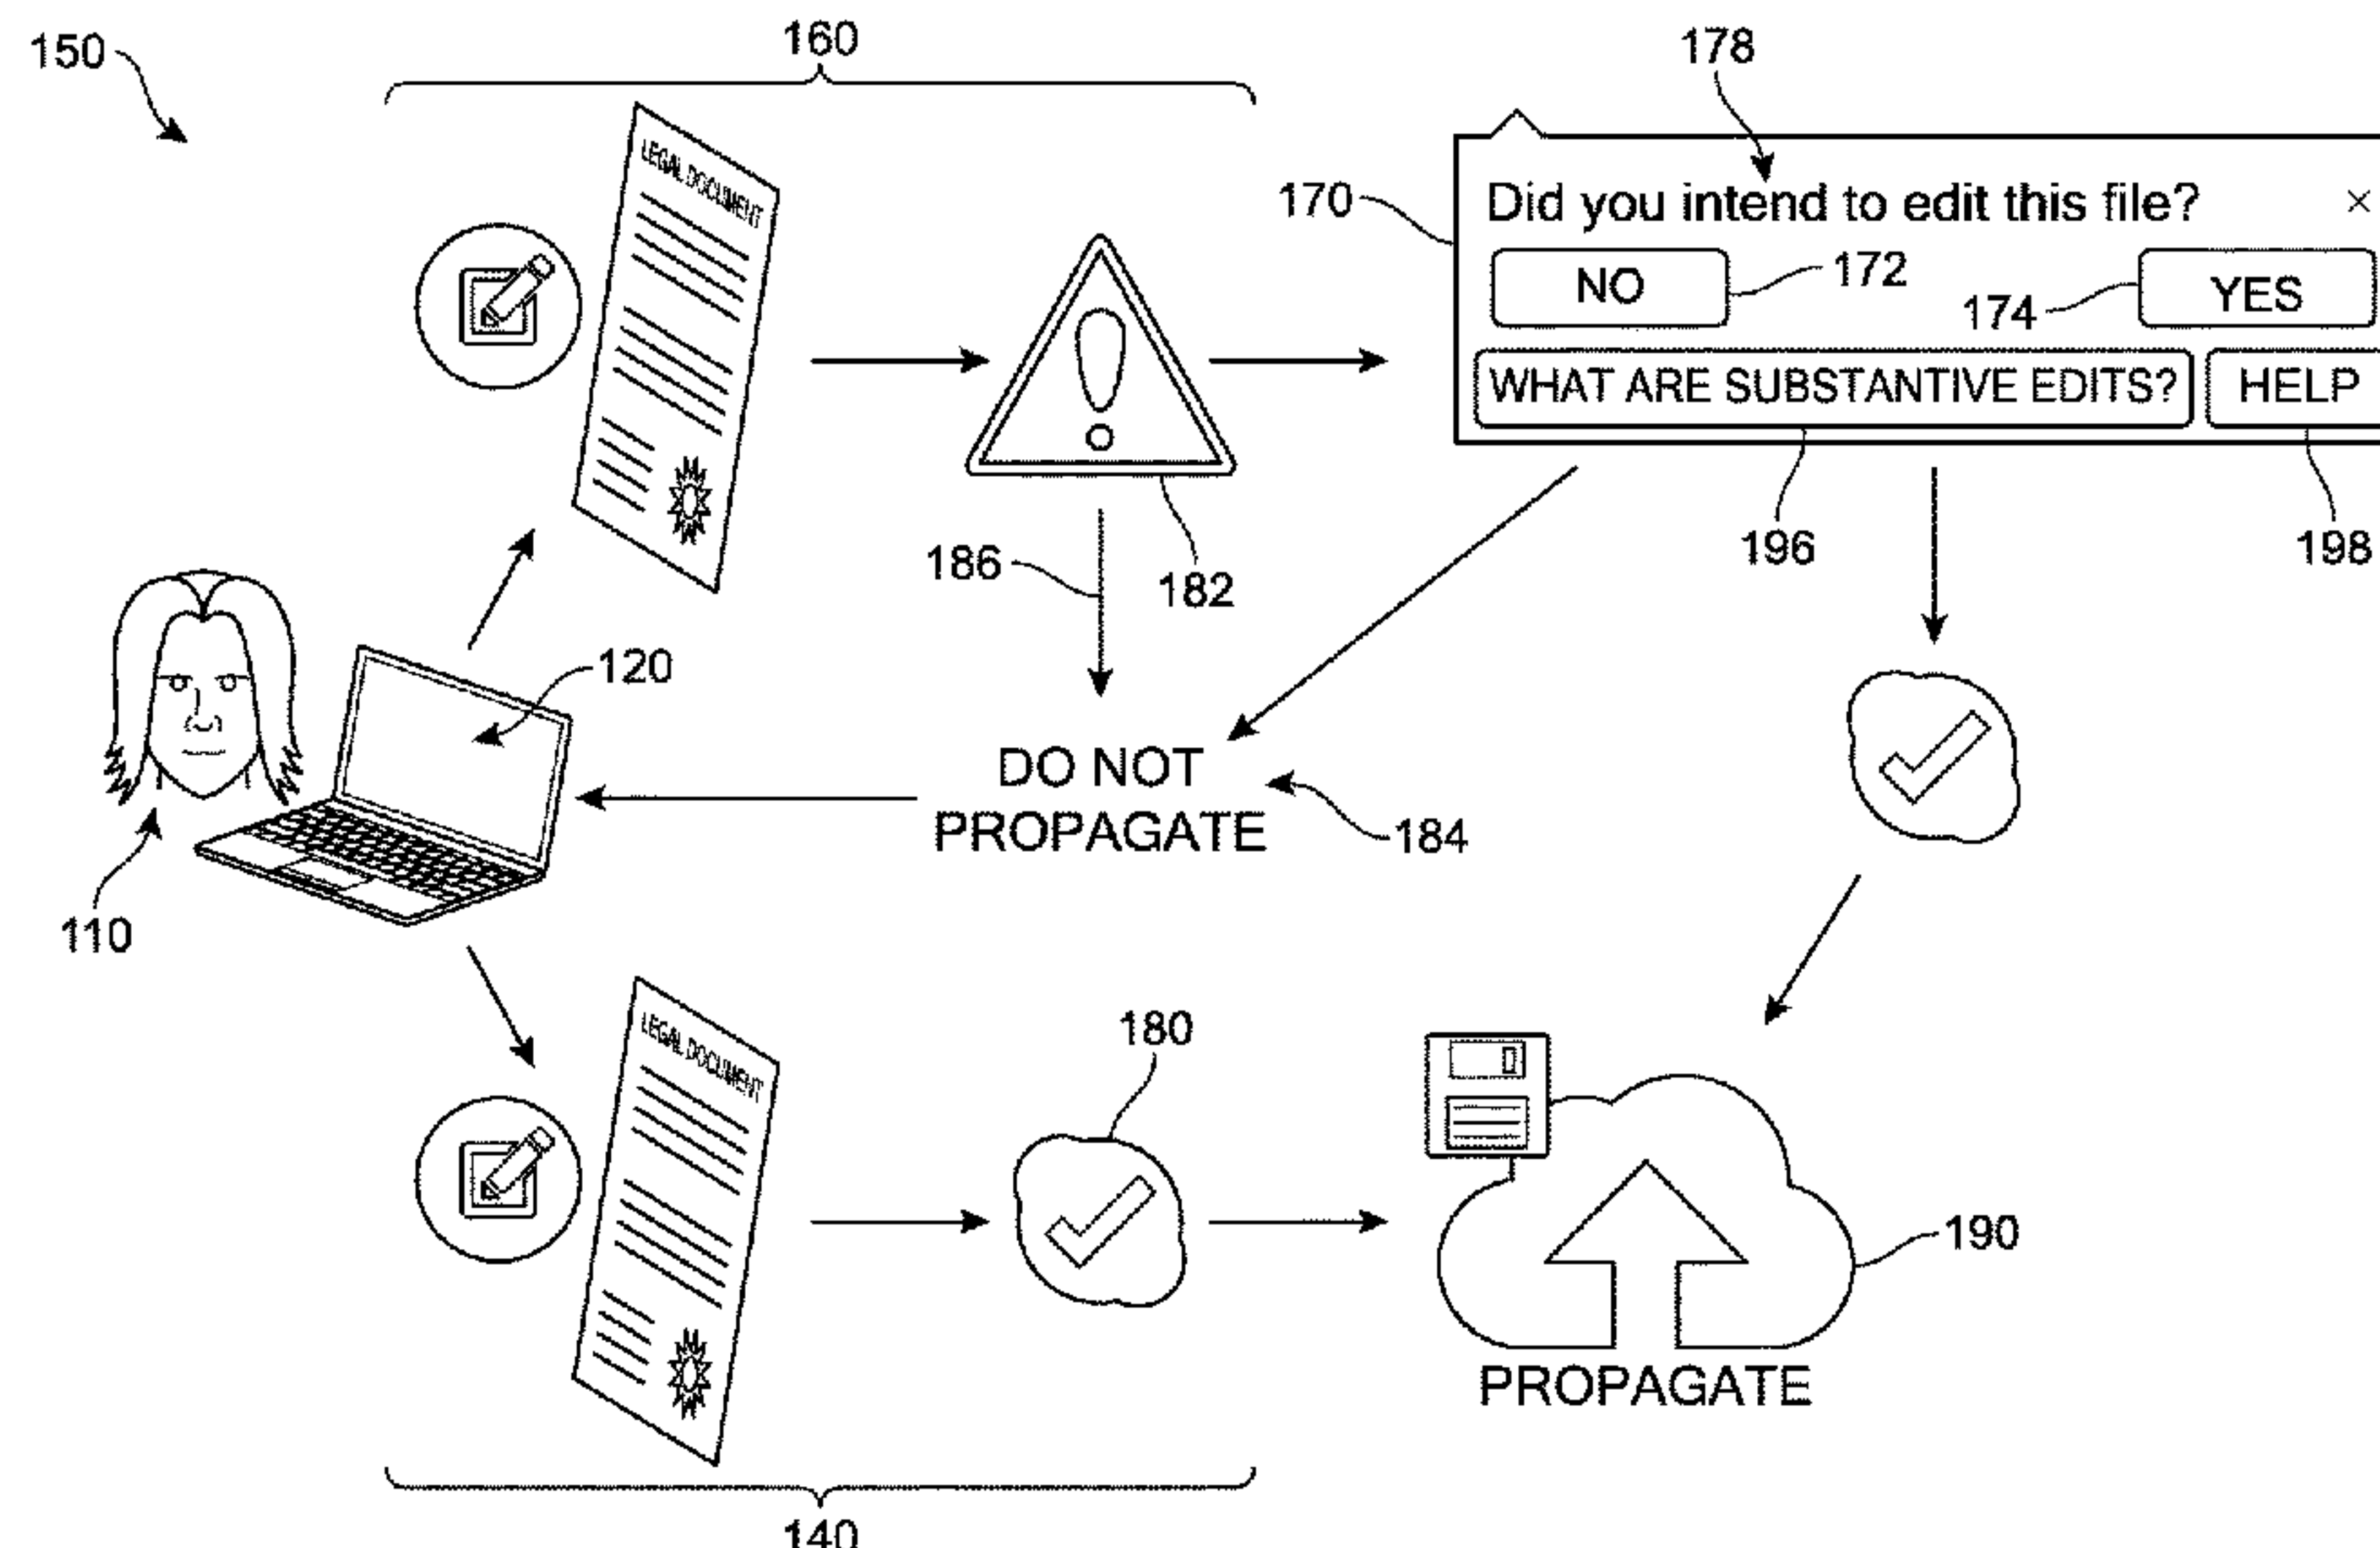 150
160
178
LEGAL DOCUMENT
170
Did you intend to edit this file? ×
NO
172
174
YES
WHAT ARE SUBSTANTIVE EDITS?
HELP
186
182
196
198
120
DO NOT
PROPAGATE
184
110
LEGAL DOCUMENT
180
190
PROPAGATE
140